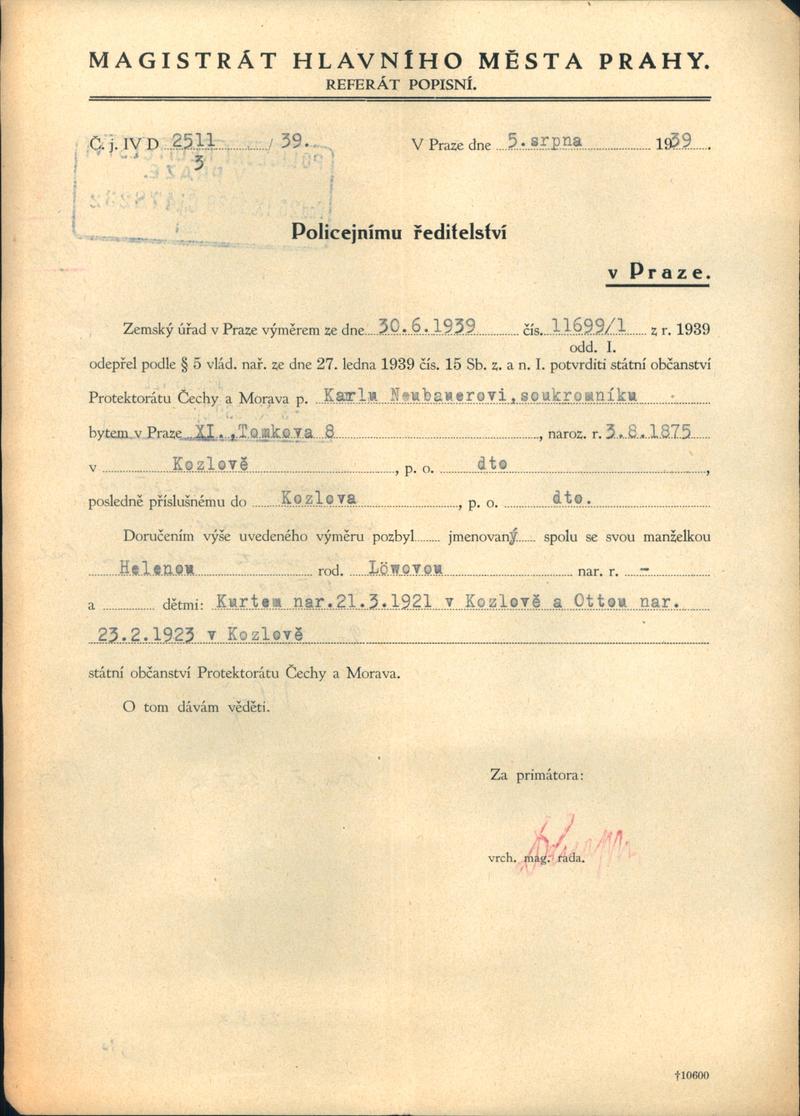 MAGISTRÁT HLAVNÍHO MĚSTA PRAHY.
REFERÁT POPISNÍ.
Č. j. IV D 2511 / 39.
3
V Praze dne 5. srpna 1939.
Policejnímu ředitelství
v Praze.
Zemský úřad v Praze výměrem ze dne 30.6.1939 čís. 11699/1 z r. 1939
odd. I.
odepřel podle § 5 vlád. nař. ze dne 27. ledna 1939 čís. 15 Sb. z. a n. I. potvrditi státní občanství
Protektorátu Čechy a Morava p. Karlu Neubauerovi, soukromníku
bytem v Praze XI., Tomkova 8, naroz. r. 3.8.1875
v Kozlově, p. o. dto,
posledně příslušnému do Kozlova, p. o. dto.
Doručením výše uvedeného výměru pozbyl jmenovaný spolu se svou manželkou
Helenou rod. Löwovou nar. r. -
a dětmi: Kurtem nar.21.3.1921 v Kozlově a Ottou nar.
23.2.1923 v Kozlově
státní občanství Protektorátu Čechy a Morava.
O tom dávám věděti.
Za primátora:
vrch. mag. rada.
†10600